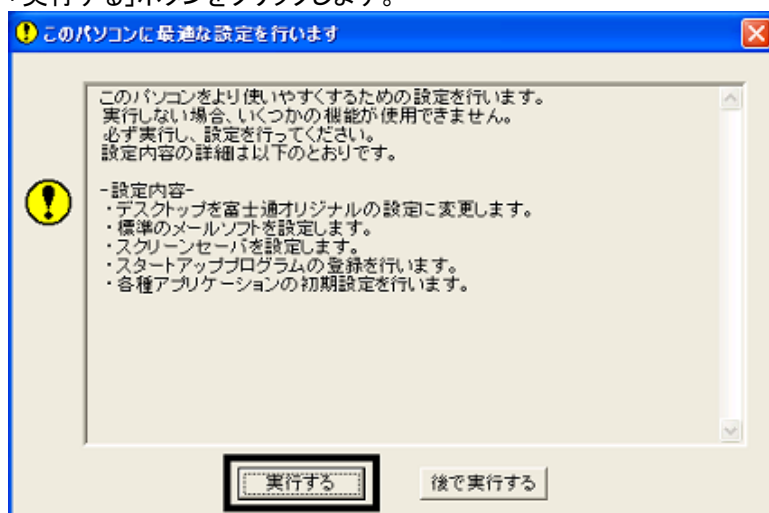 「実行する」ボタンをクリックします。
このパソコンに最適な設定を行います
このパソコンをより使いやすくするための設定を行います。
実行しない場合、いくつかの機能が使用できません。
必ず実行し、設定を行ってください。
設定内容の詳細は以下のとおりです。
-設定内容-
・デスクトップを富士通オリジナルの設定に変更します。
・標準のメールソフトを設定します。
・スクリーンセーバを設定します。
・スタートアッププログラムの登録を行います。
・各種アプリケーションの初期設定を行います。
実行する
後で実行する